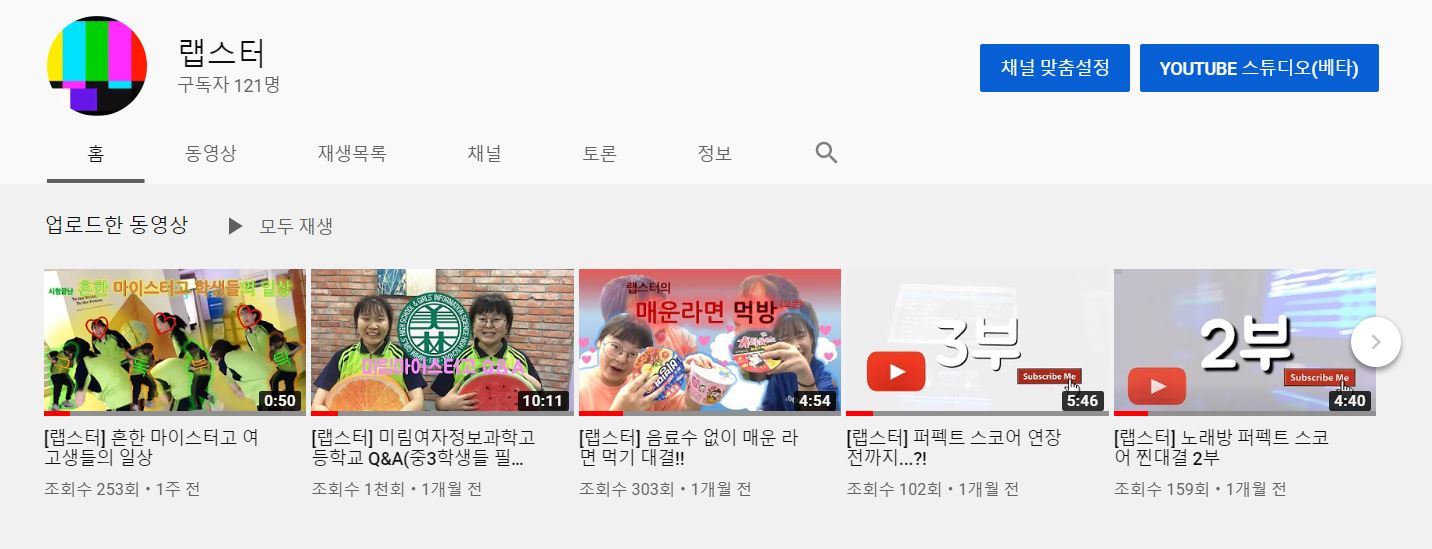 랩스터
구독자 121명
채널 맞춤설정
YOUTUBE 스튜디오(베타)
홈
동영상
재생목록
채널
토론
정보
업로드한 동영상
모두 재생
시험끝난 흔한 마이스터고 학생들의 일상
0:50
미림마이스터고 Q&A
10:11
랩스터의
매운라면 먹방
4:54
3부
Subscribe Me
5:46
2부
Subscribe Me
4:40
[랩스터] 흔한 마이스터고 여
고생들의 일상
조회수 253회 • 1주 전
[랩스터] 미림여자정보과학고
등학교 Q&A(중3학생들 필...
조회수 1천회 • 1개월 전
[랩스터] 음료수 없이 매운 라
면 먹기 대결!!
조회수 303회 • 1개월 전
[랩스터] 퍼펙트 스코어 연장
전까지...?!
조회수 102회 • 1개월 전
[랩스터] 노래방 퍼펙트 스코
어 찐대결 2부
조회수 159회 • 1개월 전